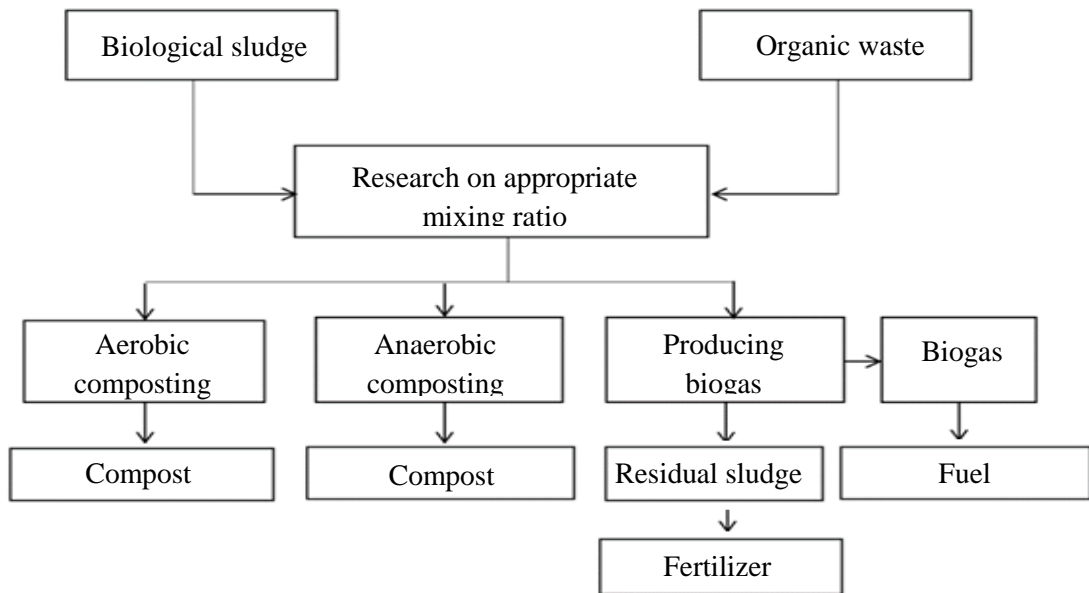 Biological sludge
Organic waste
Research on appropriate
mixing ratio
Aerobic
composting
Anaerobic
composting
Producing
biogas
Biogas
Compost
Compost
Residual sludge
Fuel
Fertilizer